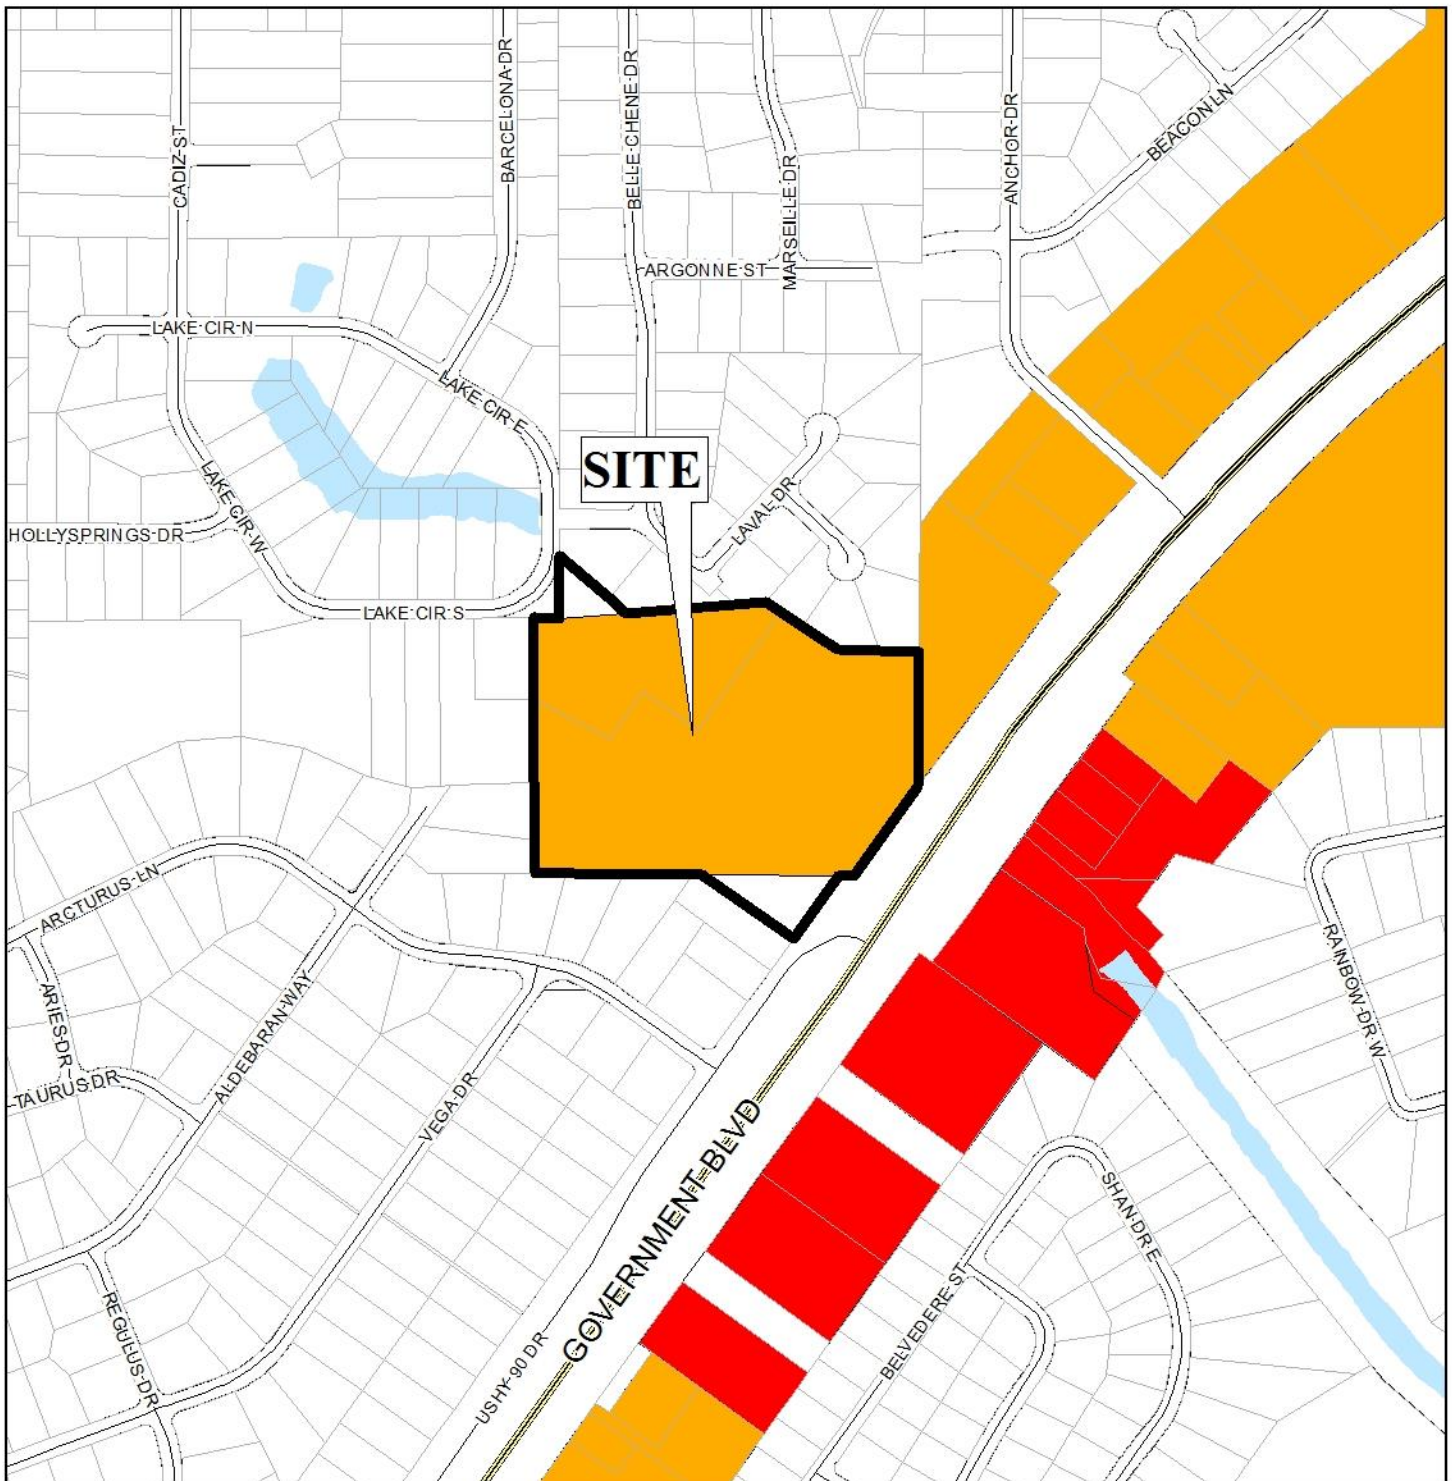 CADIZ ST
BARCELONA DR
BELLE CHENE DR
MARSEILLE DR
ANCHOR DR
BEACON LN
ARGONNE ST
LAKE CIR N
LAKE CIR E
SITE
LAKE CIR W
LAVAL DR
HOLLYSPRINGS DR
LAKE CIR S
ARCTURUS LN
ARIES DR
ALDEBARAN WAY
RAINBOW DR W
TAURUS DR
VEGA DR
GOVERNMENT BLVD
SHAN DR E
BELVEDERE ST
REGULUS DR
USHY 90 DR